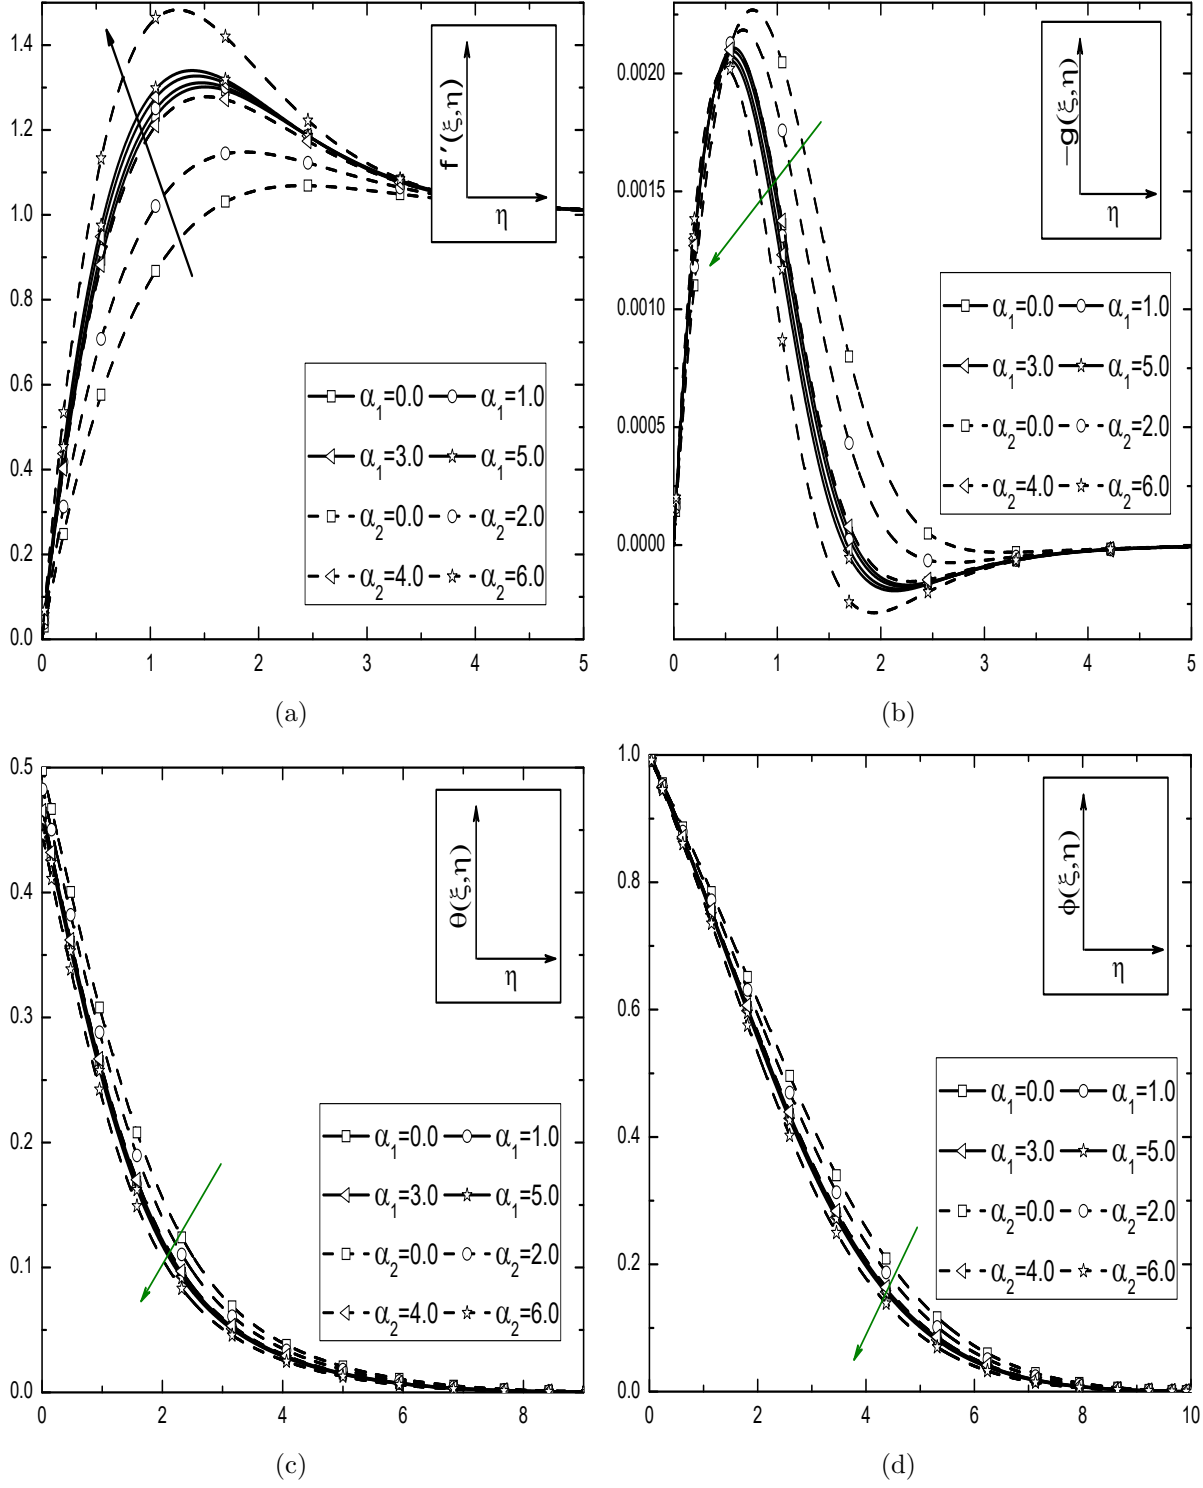 1.4
1.2
1.0
0.8
0.6
0.4
0.2
0.0
0 1 2 3 4 5
f ′(ξ,η)
η
α₁=0.0 α₁=1.0
α₁=3.0 α₁=5.0
α₂=0.0 α₂=2.0
α₂=4.0 α₂=6.0
(a)
0.0020
0.0015
0.0010
0.0005
0.0000
0 1 2 3 4 5
−g(ξ,η)
η
α₁=0.0 α₁=1.0
α₁=3.0 α₁=5.0
α₂=0.0 α₂=2.0
α₂=4.0 α₂=6.0
(b)
0.5
0.4
0.3
0.2
0.1
0.0
0 2 4 6 8
θ(ξ,η)
η
α₁=0.0 α₁=1.0
α₁=3.0 α₁=5.0
α₂=0.0 α₂=2.0
α₂=4.0 α₂=6.0
(c)
1.0
0.8
0.6
0.4
0.2
0.0
0 2 4 6 8 10
ϕ(ξ,η)
η
α₁=0.0 α₁=1.0
α₁=3.0 α₁=5.0
α₂=0.0 α₂=2.0
α₂=4.0 α₂=6.0
(d)